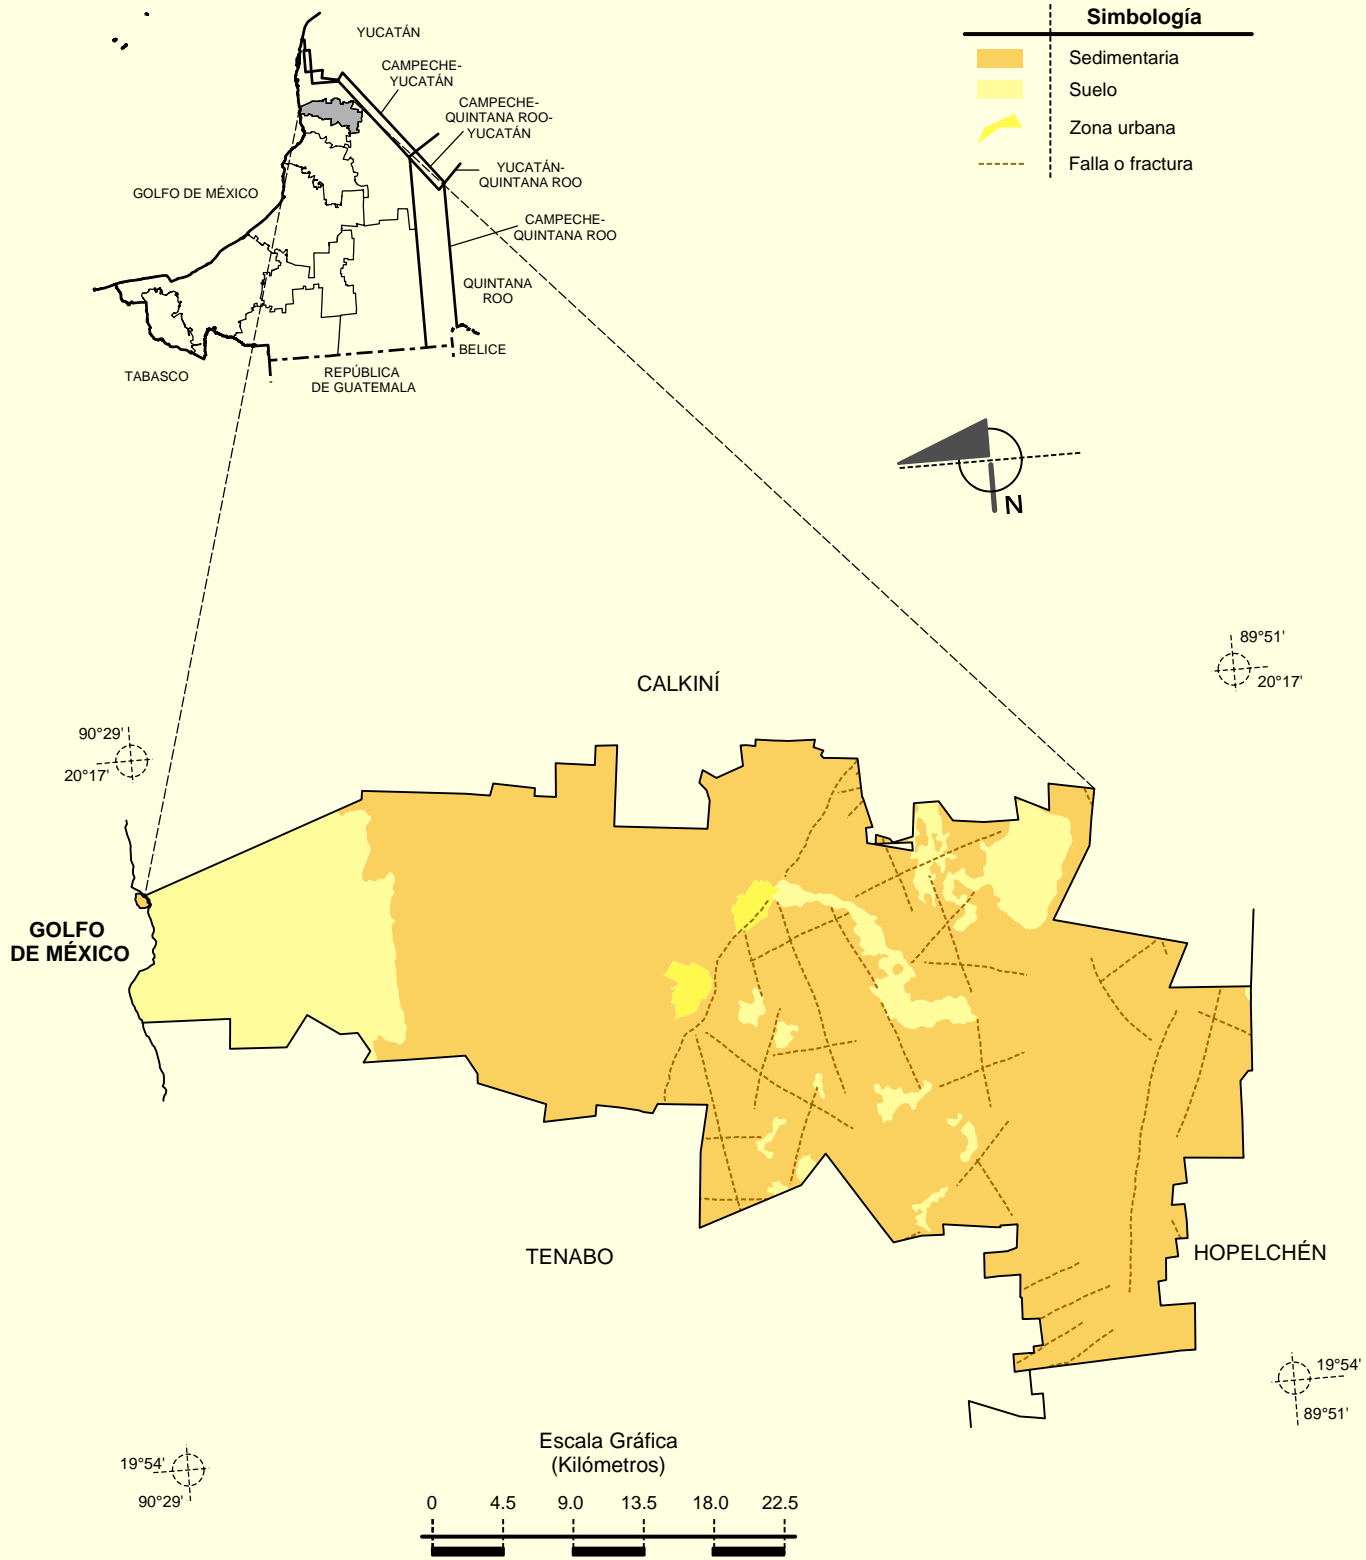 Simbología
Sedimentaria
Suelo
Zona urbana
Falla o fractura
YUCATÁN
CAMPECHE-
YUCATÁN
CAMPECHE-
QUINTANA ROO-
YUCATÁN
YUCATÁN-
QUINTANA ROO
GOLFO DE MÉXICO
CAMPECHE-
QUINTANA ROO
QUINTANA
ROO
BELICE
TABASCO
REPÚBLICA
DE GUATEMALA
N
89°51'
20°17'
CALKINÍ
90°29'
20°17'
GOLFO
DE MÉXICO
TENABO
HOPELCHÉN
19°54'
89°51'
19°54'
90°29'
Escala Gráfica
(Kilómetros)
0 4.5 9.0 13.5 18.0 22.5